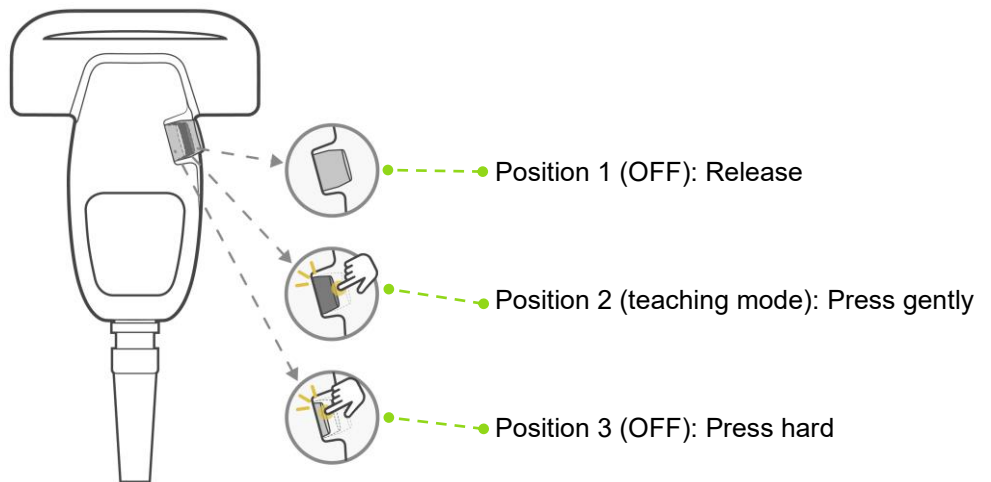 Position 1 (OFF): Release
Position 2 (teaching mode): Press gently
Position 3 (OFF): Press hard